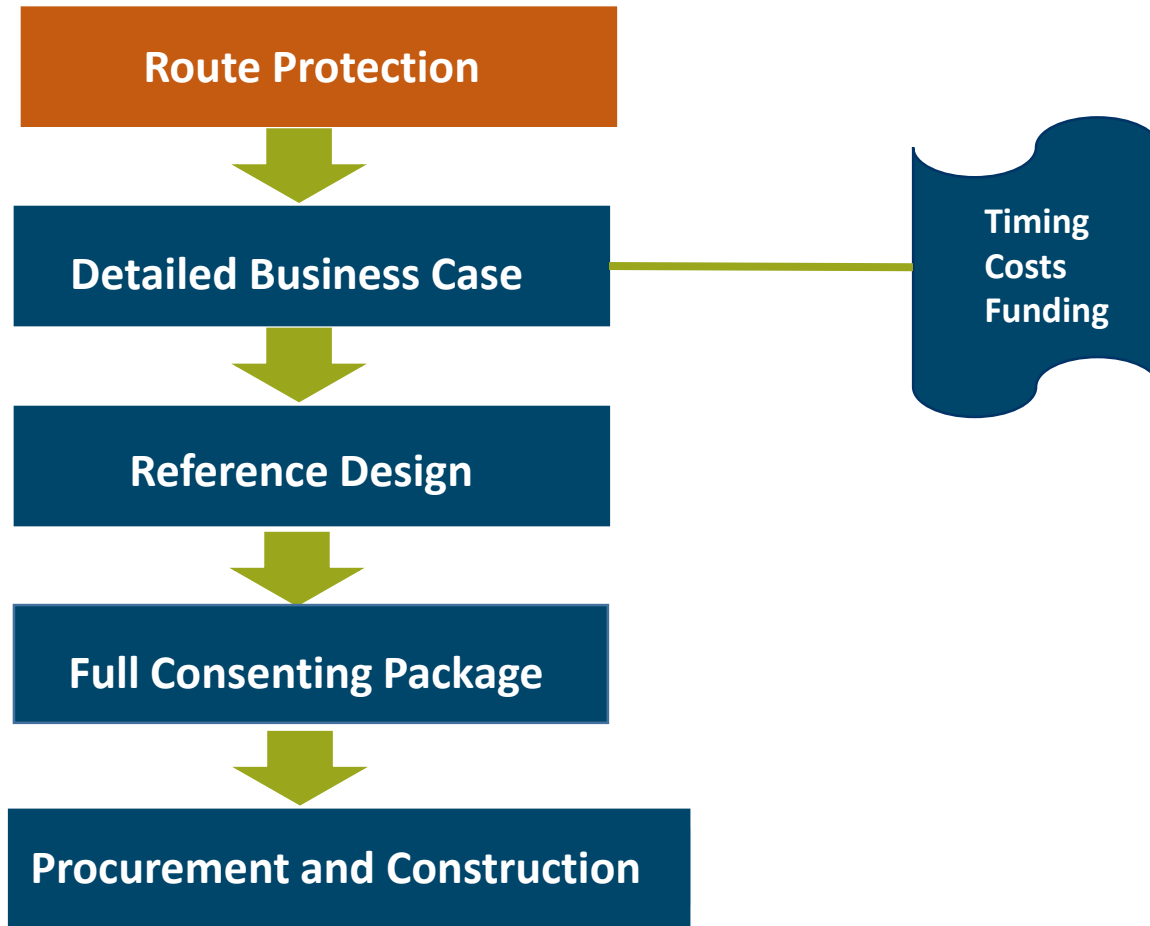 Route Protection
Detailed Business Case
Timing
Costs
Funding
Reference Design
Full Consenting Package
Procurement and Construction